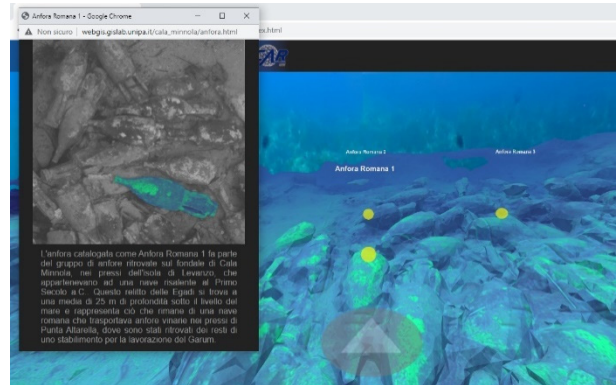 Anfora Romana 1 - Google Chrome
Non sicuro | webgis.gislab.unipa.it/cala_minnola/anfora.html
ex.html
AR
L'anfora catalogata come Anfora Romana 1 fa parte
del gruppo di anfore ritrovate sul fondale di Cala
Minnola, nei pressi dell'isola di Levanzo, che
appartenevano ad una nave risalente al Primo
Secolo a.C. Questo relitto delle Egadi si trova a
una media di 25 m di profondità sotto il livello del
mare e rappresenta ciò che rimane di una nave
romana che trasportava anfore vinarie nei pressi di
Punta Altarella, dove sono stati ritrovati dei resti di
uno stabilimento per la lavorazione del Garum.
Anfora Romana 2
Anfora Romana 3
Anfora Romana 1